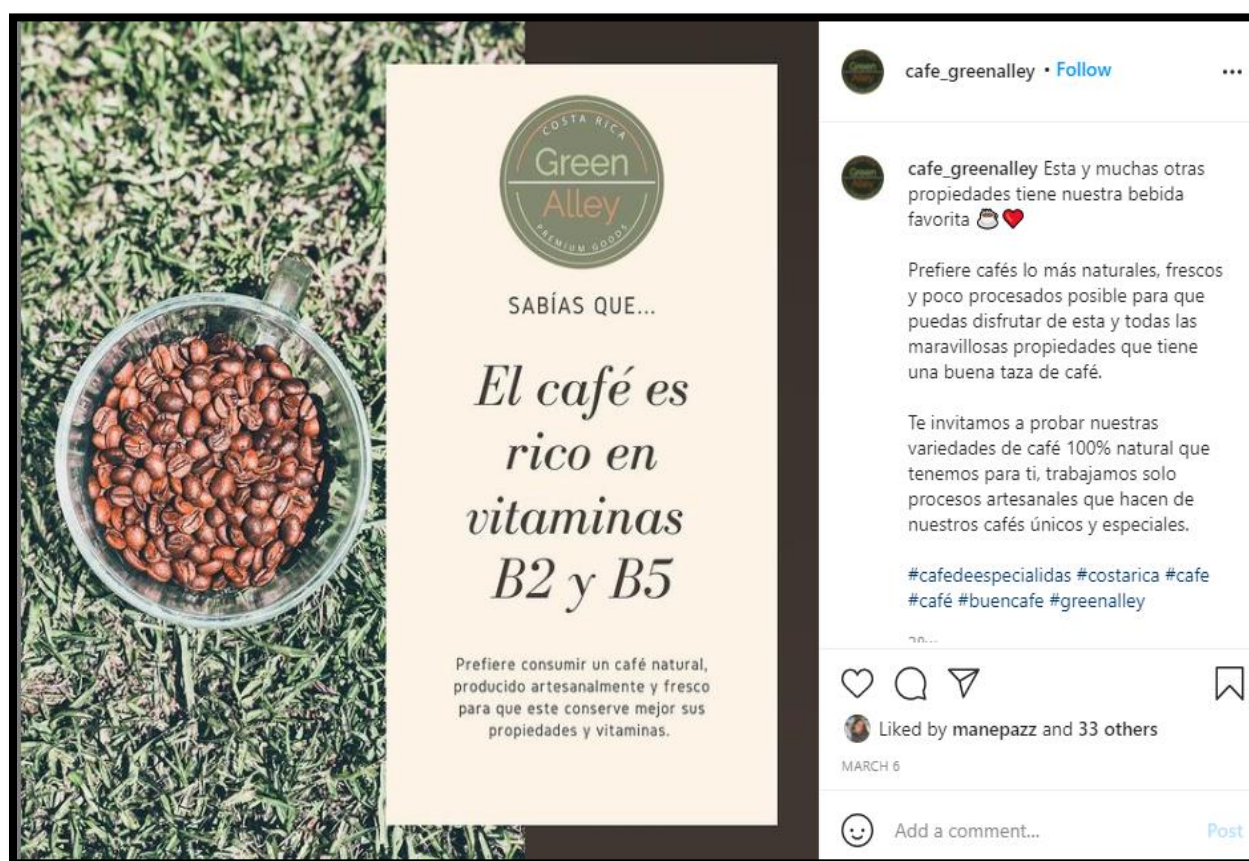 COSTA RICA
Green
Alley
PREMIUM GOODS
SABÍAS QUE...
El café es
rico en
vitaminas
B2 y B5
Prefiere consumir un café natural,
producido artesanalmente y fresco
para que este conserve mejor sus
propiedades y vitaminas.
cafe_greenalley • Follow
cafe_greenalley Esta y muchas otras
propiedades tiene nuestra bebida
favorita
Prefiere cafés lo más naturales, frescos
y poco procesados posible para que
puedas disfrutar de esta y todas las
maravillosas propiedades que tiene
una buena taza de café.
Te invitamos a probar nuestras
variedades de café 100% natural que
tenemos para ti, trabajamos solo
procesos artesanales que hacen de
nuestros cafés únicos y especiales.
#cafedeespecialidas #costarica #cafe
#café #buencafe #greenalley
Liked by manepazz and 33 others
MARCH 6
Add a comment...
Post